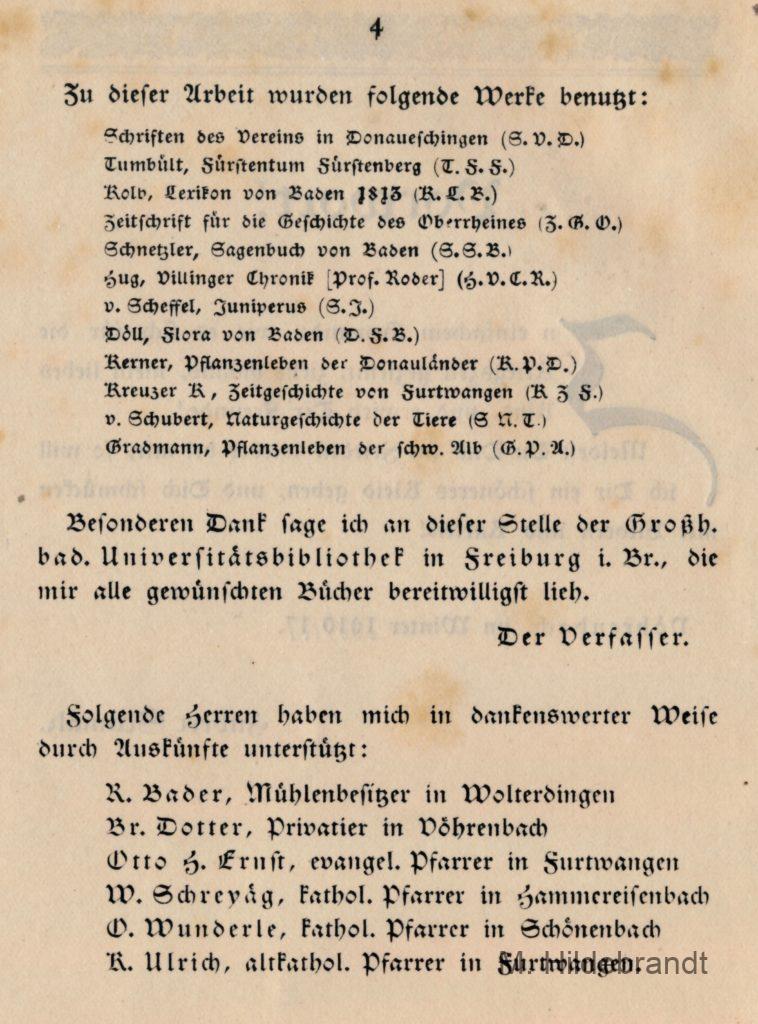 4
Zu dieser Arbeit wurden folgende Werke benutzt:
Schriften des Vereins in Donaueschingen (S. V. D.)
Tumbült, Fürstentum Fürstenberg (T. F. F.)
Kolb, Lexikon von Baden 1813 (K. L. B.)
Zeitschrift für die Geschichte des Oberrheines (Z. G. O.)
Schnetzler, Sagenbuch von Baden (S. S. B.)
Hug, Villinger Chronik [Prof. Roder] (H. V. C. R.)
v. Scheffel, Juniperus (S. J.)
Döll, Flora von Baden (D. F. B.)
Kerner, Pflanzenleben der Donauländer (K. P. D.)
Kreuzer K, Zeitgeschichte von Furtwangen (K Z F.)
v. Schubert, Naturgeschichte der Tiere (S N. T.)
Gradmann, Pflanzenleben der schw. Alb (G. P. A.)
Besonderen Dank sage ich an dieser Stelle der Großh.
bad. Universitätsbibliothek in Freiburg i. Br., die
mir alle gewünschten Bücher bereitwilligst lieh.
Der Verfasser.
Folgende Herren haben mich in dankenswerter Weise
durch Auskünfte unterstützt:
R. Bader, Mühlenbesitzer in Wolterdingen
Br. Dotter, Privatier in Vöhrenbach
Otto H. Ernst, evangel. Pfarrer in Furtwangen
W. Schreyäg, kathol. Pfarrer in Hammereisenbach
O. Wunderle, kathol. Pfarrer in Schönenbach
K. Ulrich, altkathol. Pfarrer in Furtwangen.
M. Hildebrandt